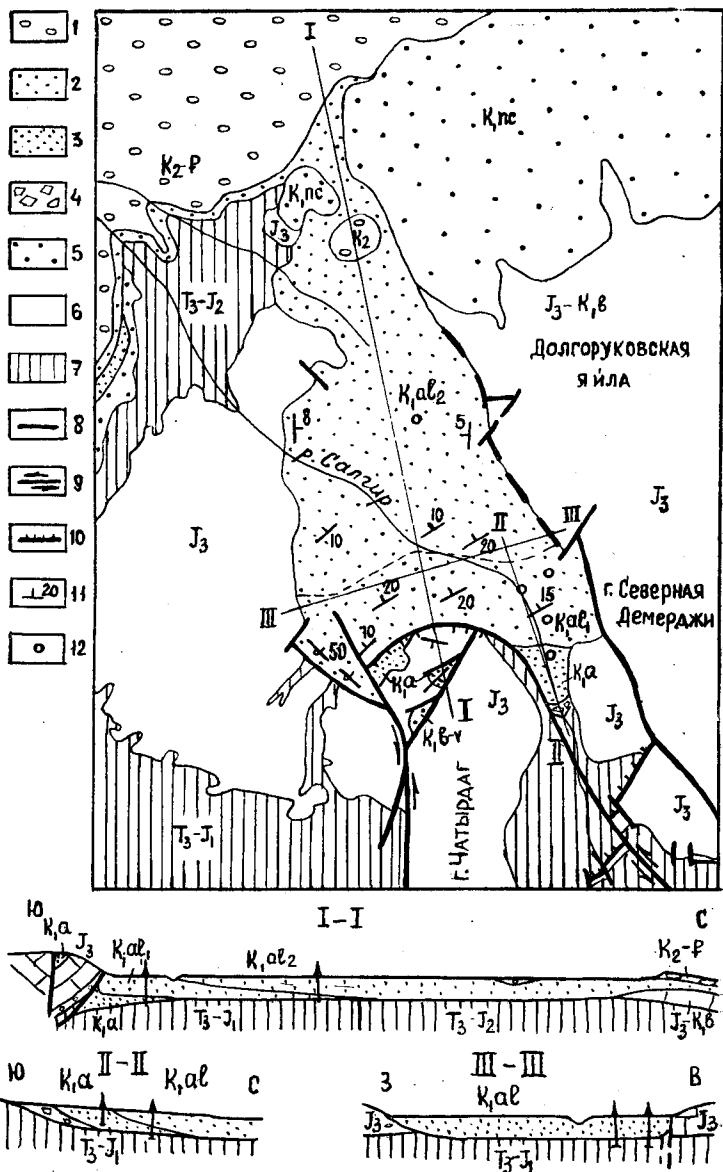 1
2
3
4
5
6
7
8
9
10
20 11
12
I
K₁nc
K₂-₽
K₁nc
J₃
K₂
T₃-J₂
J₃-K₁в
ДОЛГОРУКОВСКАЯ
ЯЙЛА
K₁al₂
8
5
р. Салгир
J₃
J₃
10
10
20
II
III
20
20
15
III
г. Северная
Демерджи
K₁al₁
50
10
K₁a
K₁a
J₃
J₃
I
K₁в-v
II
J₃
T₃-J₁
г. ЧАТЫРДАГ
Ю
I-I
С
K₁a
J₃
K₁al₁
K₁al₂
K₂-₽
K₁a
T₃-J₁
T₃-J₂
J₃-K₁в
Ю
II-II
С
K₁a
K₁al
T₃-J₁
З
III-III
В
K₁al
J₃
J₃
T₃-J₁